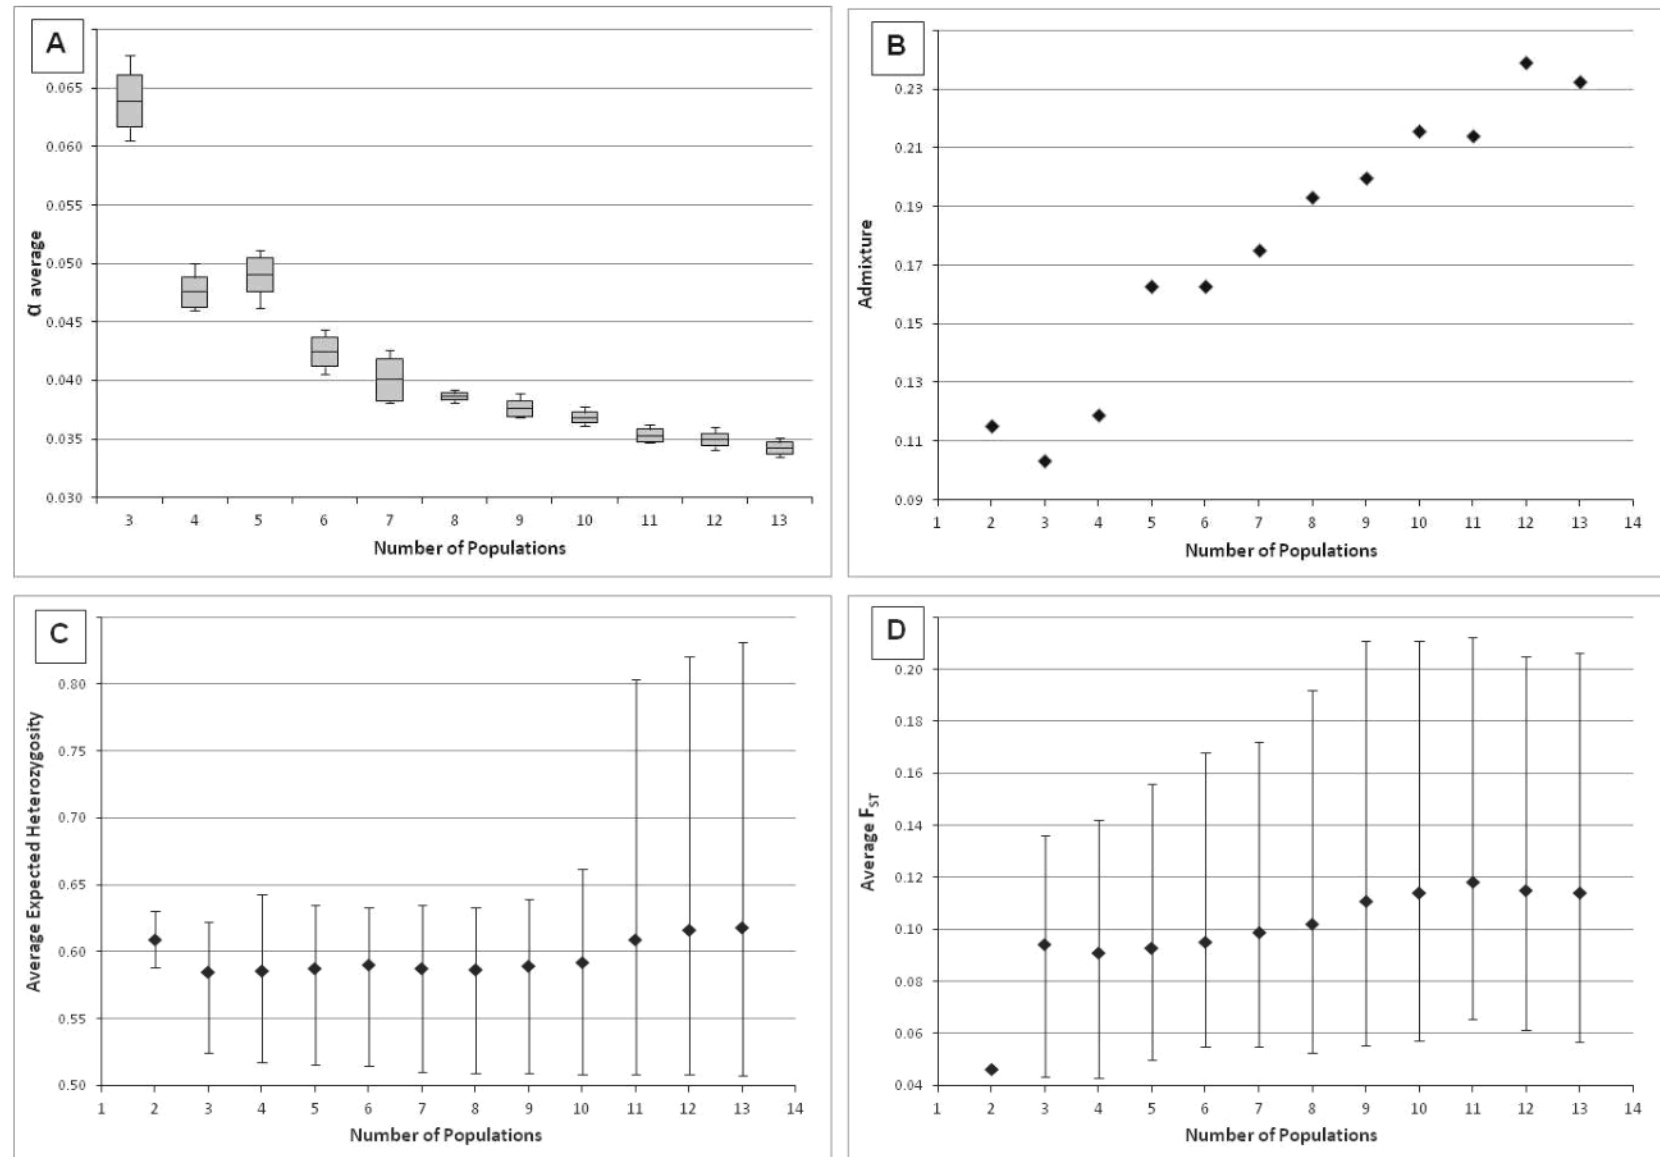 A
0.065
0.060
0.055
0.050
0.045
0.040
0.035
0.030
α average
3 4 5 6 7 8 9 10 11 12 13
Number of Populations
B
0.23
0.21
0.19
0.17
0.15
0.13
0.11
0.09
Admixture
1 2 3 4 5 6 7 8 9 10 11 12 13 14
Number of Populations
C
0.80
0.75
0.70
0.65
0.60
0.55
0.50
Average Expected Heterozygosity
1 2 3 4 5 6 7 8 9 10 11 12 13 14
Number of Populations
D
0.20
0.18
0.16
0.14
0.12
0.10
0.08
0.06
0.04
Average FST
1 2 3 4 5 6 7 8 9 10 11 12 13 14
Number of Populations